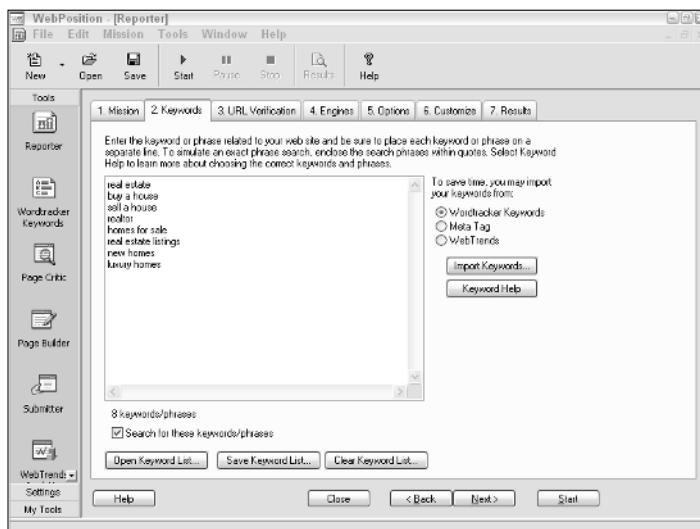 WebPosition - [Reporter]
File Edit Mission Tools Window Help
New Open Save Start Pause Stop Results Help
Tools
Reporter
Wordtracker Keywords
Page Critic
Page Builder
Submitter
WebTrends
Settings
My Tools
1. Mission 2. Keywords 3. URL Verification 4. Engines 5. Options 6. Customize 7. Results
Enter the keyword or phrase related to your web site and be sure to place each keyword or phrase on a
separate line. To simulate an exact phrase search, enclose the search phrases within quotes. Select Keyword
Help to learn more about choosing the correct keywords and phrases.
real estate
buy a house
sell a house
realtor
homes for sale
real estate listings
new homes
luxury homes
To save time, you may import
your keywords from:
Wordtracker Keywords
Meta Tag
WebTrends
Import Keywords...
Keyword Help
8 keywords/phrases
Search for these keywords/phrases
Open Keyword List... Save Keyword List... Clear Keyword List...
Help Close < Back Next > Start